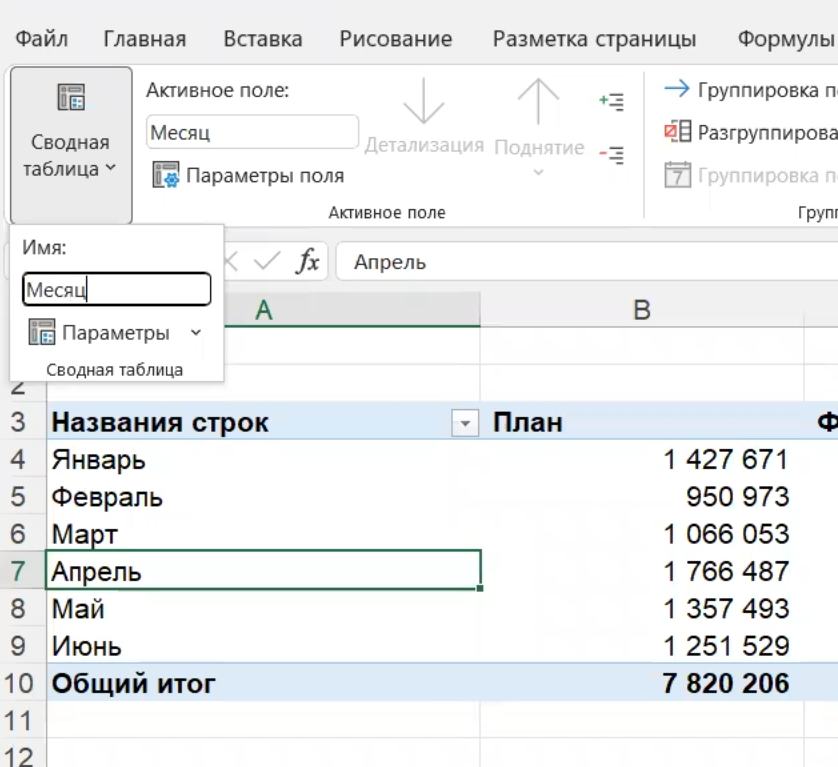 Файл Главная Вставка Рисование Разметка страницы Формулы
Сводная таблица
Активное поле:
Месяц
Параметры поля
Детализация Поднятие
Активное поле
Группировка п
Разгруппирова
7 Группировка п
Груп
Имя:
Месяц
Параметры
Сводная таблица
fx Апрель
A B
2
3 Названия строк План Ф
4 Январь 1 427 671
5 Февраль 950 973
6 Март 1 066 053
7 Апрель 1 766 487
8 Май 1 357 493
9 Июнь 1 251 529
10 Общий итог 7 820 206
11
12